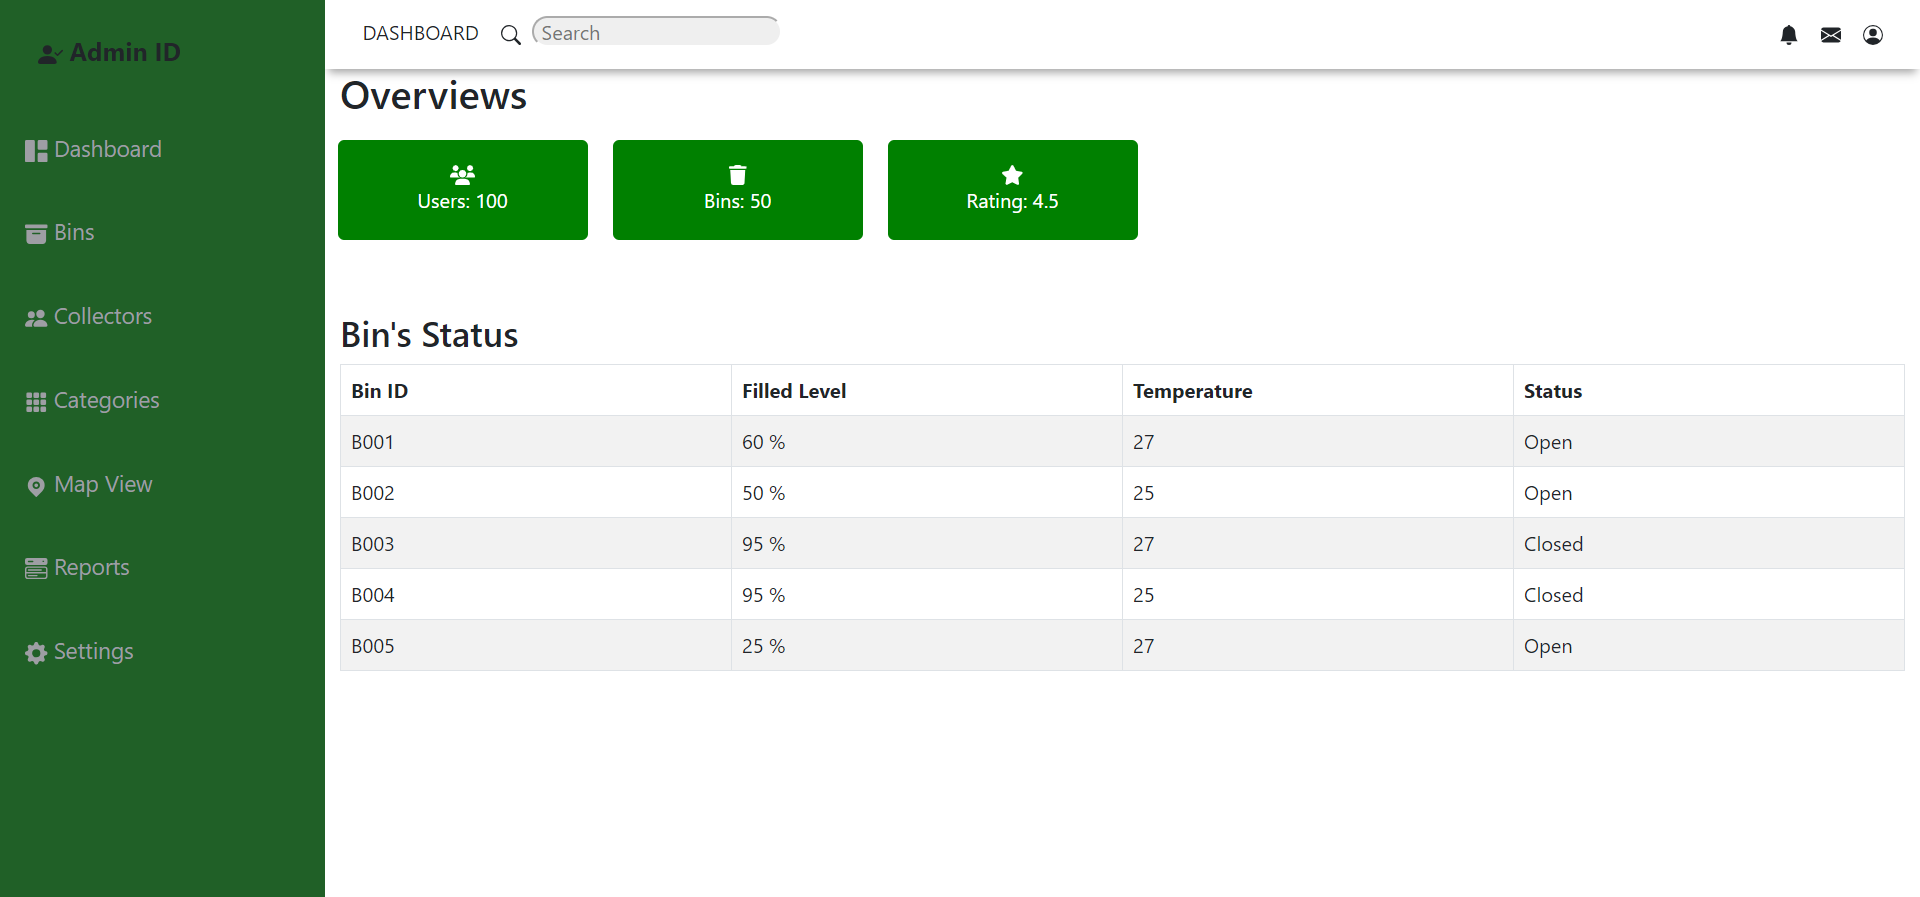 Admin ID
Dashboard
Bins
Collectors
Categories
Map View
Reports
Settings
DASHBOARD
Search
Overviews
Users: 100
Bins: 50
Rating: 4.5
Bin's Status
Bin ID Filled Level Temperature Status
B001 60 % 27 Open
B002 50 % 25 Open
B003 95 % 27 Closed
B004 95 % 25 Closed
B005 25 % 27 Open